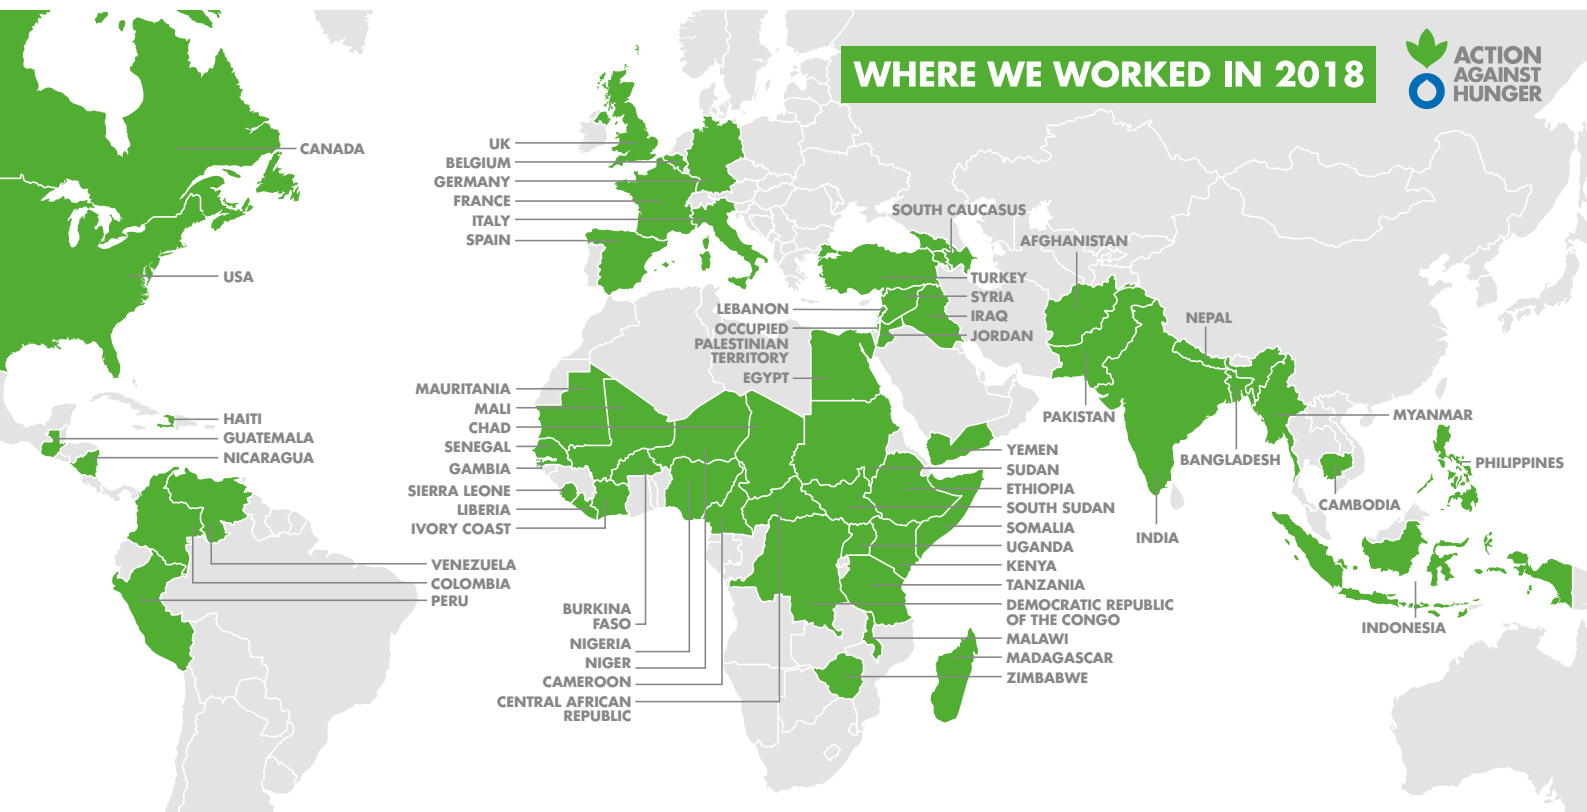 WHERE WE WORKED IN 2018
ACTION
AGAINST
HUNGER
CANADA
USA
HAITI
GUATEMALA
NICARAGUA
VENEZUELA
COLOMBIA
PERU
UK
BELGIUM
GERMANY
FRANCE
ITALY
SPAIN
MAURITANIA
MALI
CHAD
SENEGAL
GAMBIA
SIERRA LEONE
LIBERIA
IVORY COAST
BURKINA
FASO
NIGERIA
NIGER
CAMEROON
CENTRAL AFRICAN
REPUBLIC
LEBANON
OCCUPIED
PALESTINIAN
TERRITORY
EGYPT
SOUTH CAUCASUS
TURKEY
SYRIA
IRAQ
JORDAN
AFGHANISTAN
NEPAL
PAKISTAN
BANGLADESH
INDIA
MYANMAR
PHILIPPINES
CAMBODIA
INDONESIA
YEMEN
SUDAN
ETHIOPIA
SOUTH SUDAN
SOMALIA
UGANDA
KENYA
TANZANIA
DEMOCRATIC REPUBLIC
OF THE CONGO
MALAWI
MADAGASCAR
ZIMBABWE